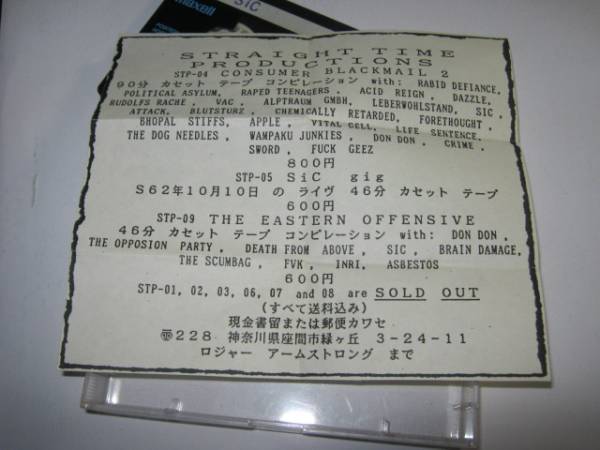 maxell
SiC
STRAIGHT TIME
PRODUCTIONS
STP-04 CONSUMER BLACKMAIL 2
90分 カセット テープ コンピレーション with: RABID DEFIANCE,
POLITICAL ASYLUM, RAPED TEENAGERS, ACID REIGN, DAZZLE,
RUDOLFS RACHE, VAC, ALPTRAUM GMBH, LEBERWOHLSTAND, SIC,
ATTACK, BLUTSTURZ, CHEMICALLY RETARDED, FORETHOUGHT,
BHOPAL STIFFS, APPLE, VITAL CELL, LIFE SENTENCE,
THE DOG NEEDLES, WAMPAKU JUNKIES, DON DON, CRIME,
SWORD, FUCK GEEZ
800円
STP-05 SiC gig
S62年10月10日 の ライヴ 46分 カセット テープ
600円
STP-09 THE EASTERN OFFENSIVE
46分 カセット テープ コンピレーション with: DON DON,
THE OPPOSION PARTY, DEATH FROM ABOVE, SIC, BRAIN DAMAGE,
THE SCUMBAG, FVK, INRI, ASBESTOS
600円
STP-01, 02, 03, 06, 07 and 08 are SOLD OUT
(すべて送料込み)
現金書留または郵便カワセ
〶228 神奈川県座間市緑ヶ丘 3-24-11
ロジャー アームストロング まで